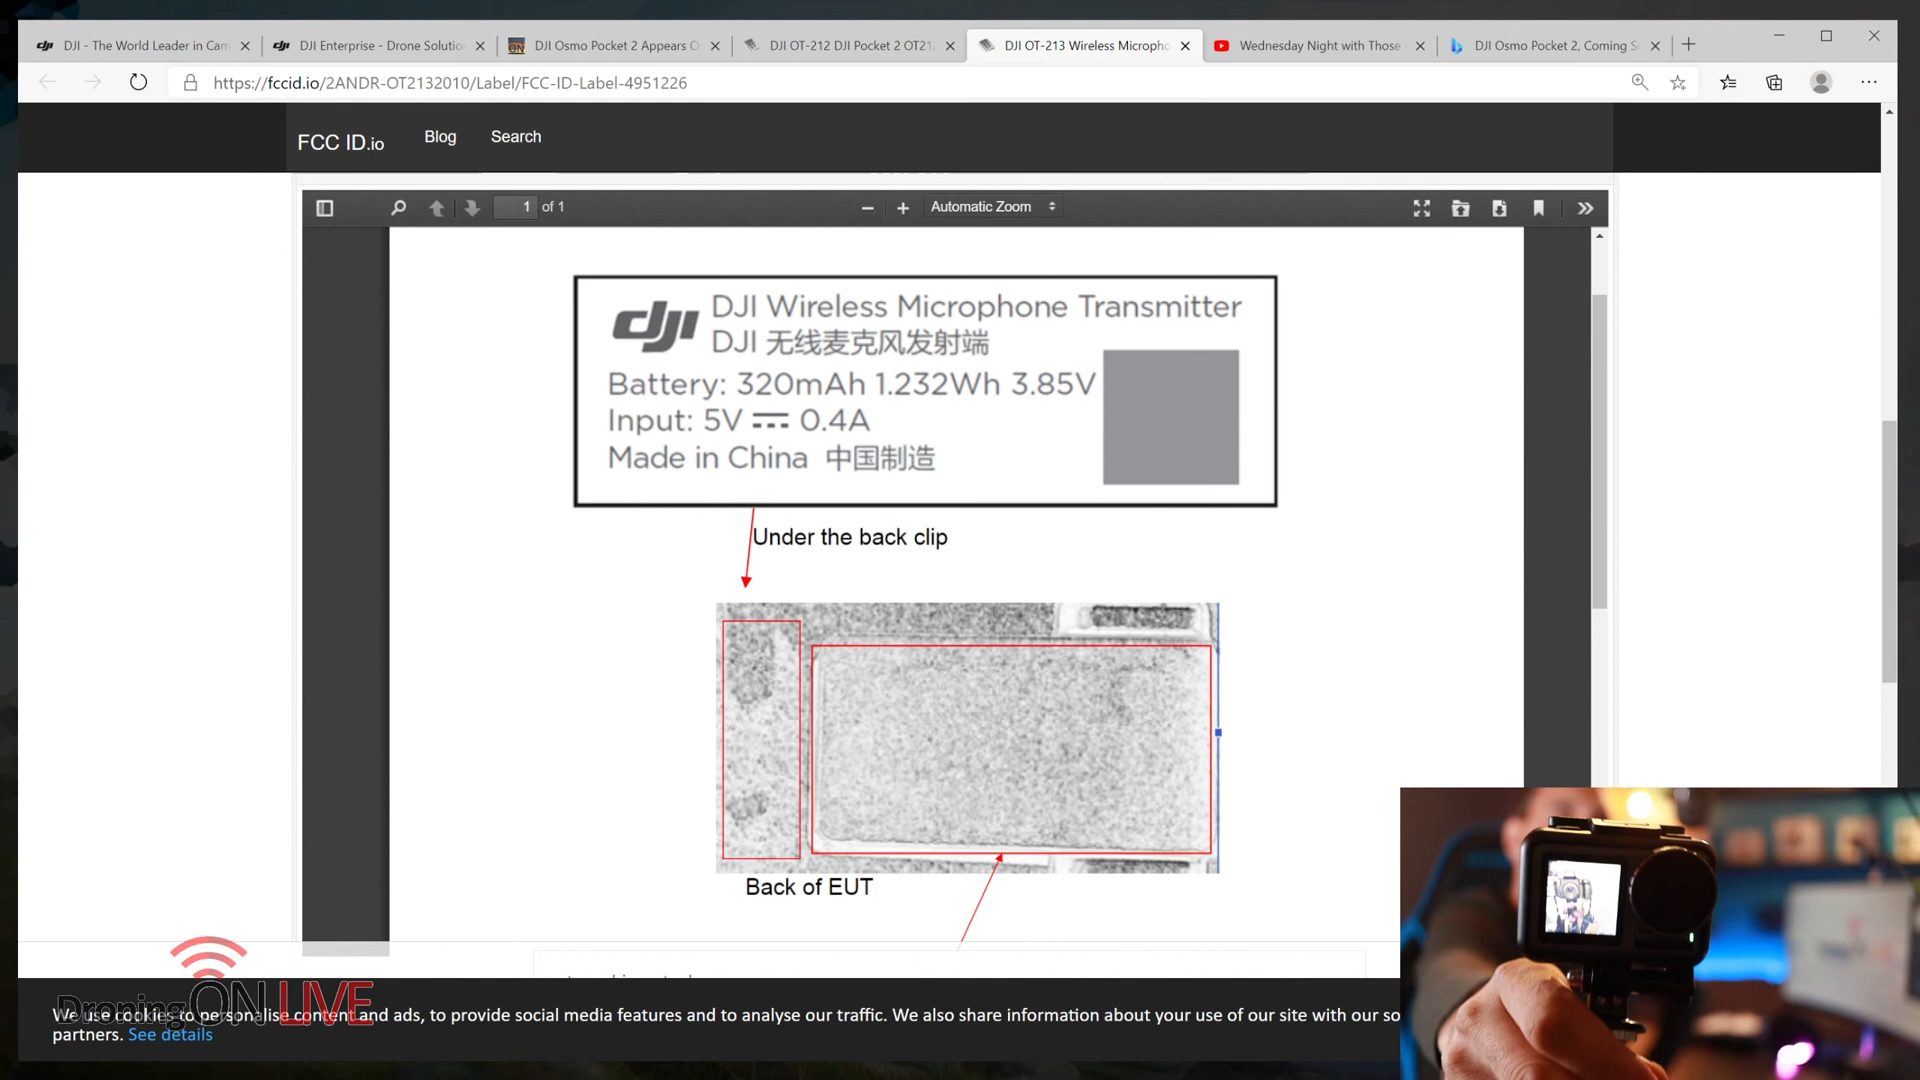 DJI - The World Leader in Cam
DJI Enterprise - Drone Solution
DJI Osmo Pocket 2 Appears O
DJI OT-212 DJI Pocket 2 OT21
DJI OT-213 Wireless Micropho
Wednesday Night with Those
DJI Osmo Pocket 2, Coming S
https://fccid.io/2ANDR-OT2132010/Label/FCC-ID-Label-4951226
FCC ID.io
Blog
Search
1 of 1
Automatic Zoom
dji
DJI Wireless Microphone Transmitter
DJI 无线麦克风发射端
Battery: 320mAh 1.232Wh 3.85V
Input: 5V ⎓ 0.4A
Made in China 中国制造
Under the back clip
Back of EUT
DroningON LIVE
We use cookies to personalise content and ads, to provide social media features and to analyse our traffic. We also share information about your use of our site with our so
partners. See details